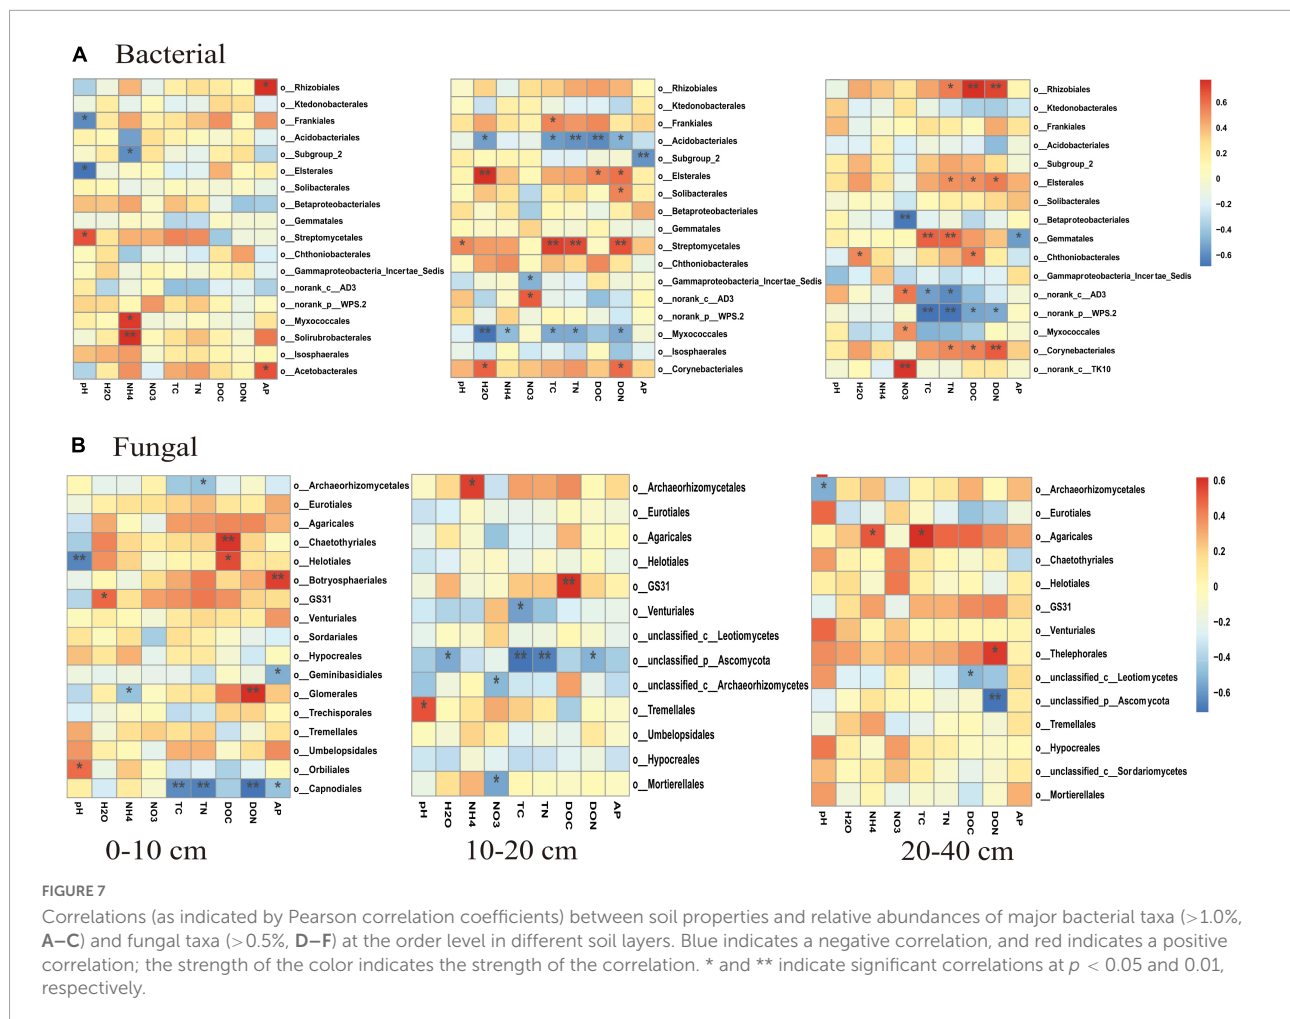 A Bacterial
o__Rhizobiales
o__Ktedonobacterales
o__Frankiales
o__Acidobacteriales
o__Subgroup_2
o__Elsterales
o__Solibacterales
o__Betaproteobacteriales
o__Gemmatales
o__Streptomycetales
o__Chthoniobacterales
o__Gammaproteobacteria_Incertae_Sedis
o__norank_c__AD3
o__norank_p__WPS.2
o__Myxococcales
o__Solirubrobacterales
o__Isosphaerales
o__Acetobacterales
pH H2O NH4 NO3 TC TN DOC DON AP
o__Rhizobiales
o__Ktedonobacterales
o__Frankiales
o__Acidobacteriales
o__Subgroup_2
o__Elsterales
o__Solibacterales
o__Betaproteobacteriales
o__Gemmatales
o__Streptomycetales
o__Chthoniobacterales
o__Gammaproteobacteria_Incertae_Sedis
o__norank_c__AD3
o__norank_p__WPS.2
o__Myxococcales
o__Isosphaerales
o__Corynebacteriales
pH H2O NH4 NO3 TC TN DOC DON AP
o__Rhizobiales
o__Ktedonobacterales
o__Frankiales
o__Acidobacteriales
o__Subgroup_2
o__Elsterales
o__Solibacterales
o__Betaproteobacteriales
o__Gemmatales
o__Chthoniobacterales
o__Gammaproteobacteria_Incertae_Sedis
o__norank_c__AD3
o__norank_p__WPS.2
o__Myxococcales
o__Corynebacteriales
o__norank_c__TK10
pH H2O NH4 NO3 TC TN DOC DON AP
0.6
0.4
0.2
0
−0.2
−0.4
−0.6
B Fungal
o__Archaeorhizomycetales
o__Eurotiales
o__Agaricales
o__Chaetothyriales
o__Helotiales
o__Botryosphaeriales
o__GS31
o__Venturiales
o__Sordariales
o__Hypocreales
o__Geminibasidiales
o__Glomerales
o__Trechisporales
o__Tremellales
o__Umbelopsidales
o__Orbiliales
o__Capnodiales
pH H2O NH4 NO3 TC TN DOC DON AP
0-10 cm
o__Archaeorhizomycetales
o__Eurotiales
o__Agaricales
o__Helotiales
o__GS31
o__Venturiales
o__unclassified_c__Leotiomycetes
o__unclassified_p__Ascomycota
o__unclassified_c__Archaeorhizomycetes
o__Tremellales
o__Umbelopsidales
o__Hypocreales
o__Mortierellales
pH H2O NH4 NO3 TC TN DOC DON AP
10-20 cm
o__Archaeorhizomycetales
o__Eurotiales
o__Agaricales
o__Chaetothyriales
o__Helotiales
o__GS31
o__Venturiales
o__Thelephorales
o__unclassified_c__Leotiomycetes
o__unclassified_p__Ascomycota
o__Tremellales
o__Hypocreales
o__unclassified_c__Sordariomycetes
o__Mortierellales
pH H2O NH4 NO3 TC TN DOC DON AP
20-40 cm
0.6
0.4
0.2
0
−0.2
−0.4
−0.6
FIGURE 7
Correlations (as indicated by Pearson correlation coefficients) between soil properties and relative abundances of major bacterial taxa (>1.0%,
A–C) and fungal taxa (>0.5%, D–F) at the order level in different soil layers. Blue indicates a negative correlation, and red indicates a positive
correlation; the strength of the color indicates the strength of the correlation. * and ** indicate significant correlations at p < 0.05 and 0.01,
respectively.